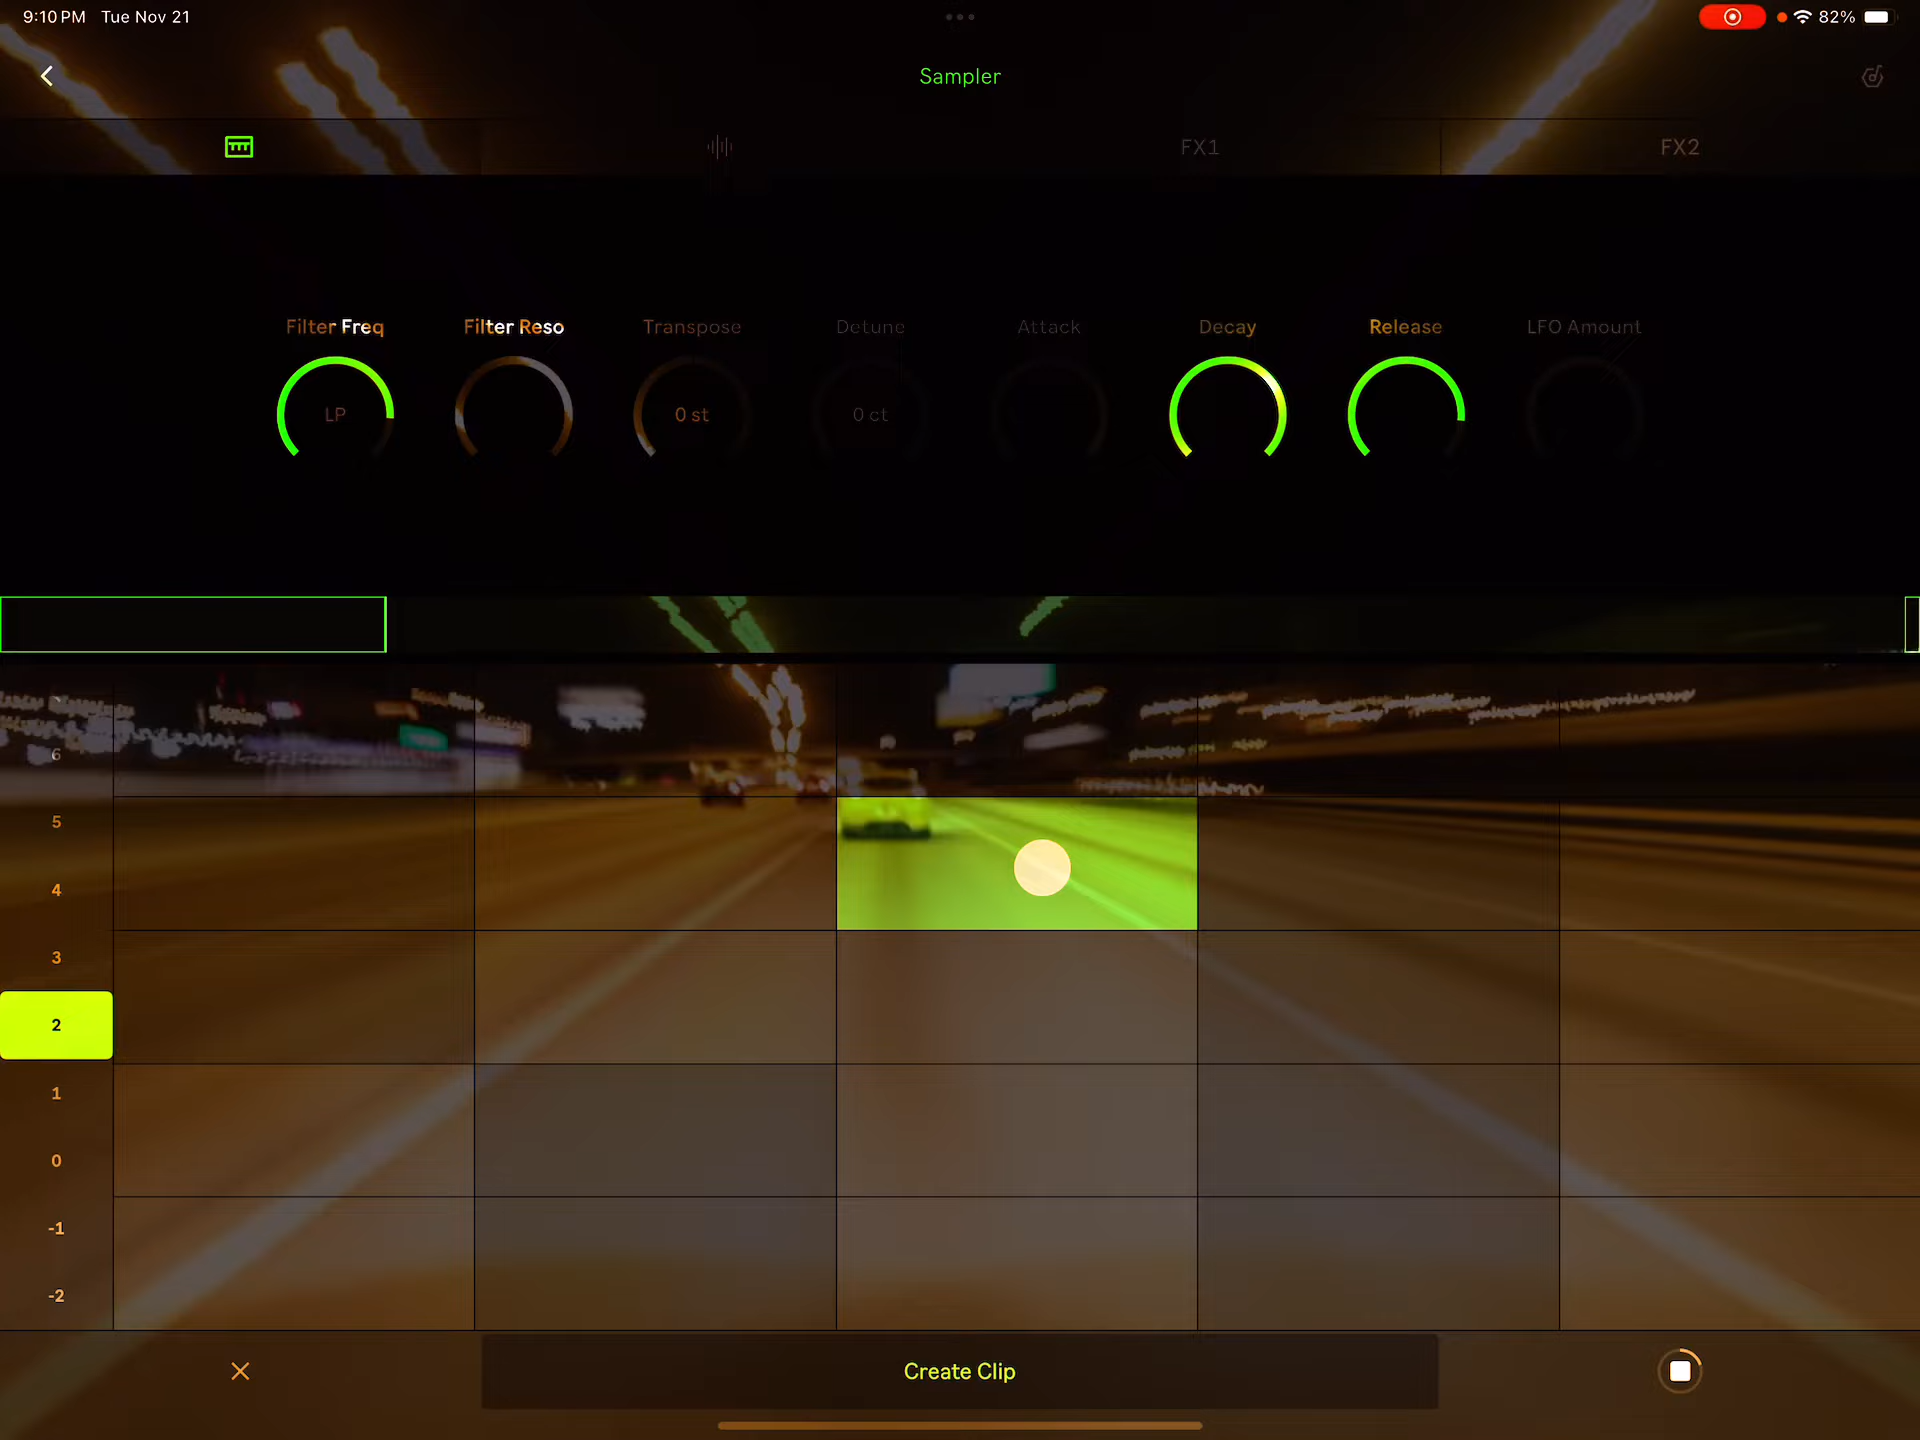 9:10 PM Tue Nov 21
82%
Sampler
FX1
FX2
Filter Freq
Filter Reso
Transpose
Detune
Attack
Decay
Release
LFO Amount
LP
0 st
0 ct
6
5
4
3
2
1
0
-1
-2
Create Clip